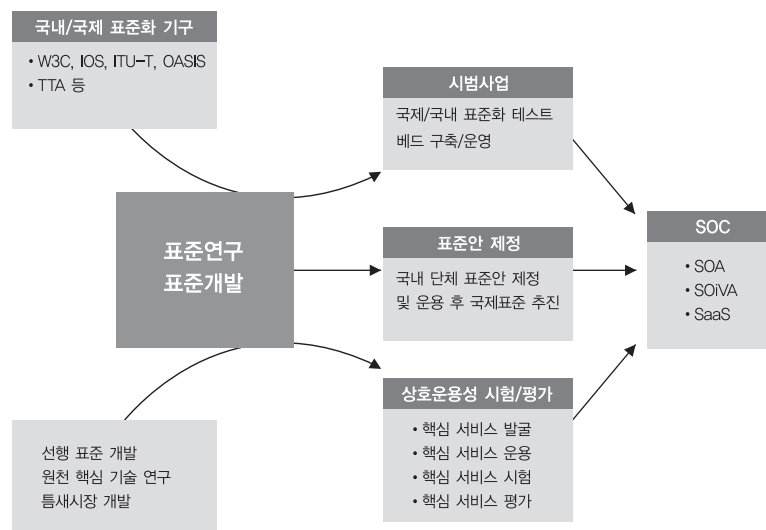 국내/국제 표준화 기구
• W3C, IOS, ITU-T, OASIS
• TTA 등
시범사업
국제/국내 표준화 테스트
베드 구축/운영
표준연구
표준개발
표준안 제정
국내 단체 표준안 제정
및 운용 후 국제표준 추진
SOC
• SOA
• SOiVA
• SaaS
선행 표준 개발
원천 핵심 기술 연구
틈새시장 개발
상호운용성 시험/평가
• 핵심 서비스 발굴
• 핵심 서비스 운용
• 핵심 서비스 시험
• 핵심 서비스 평가